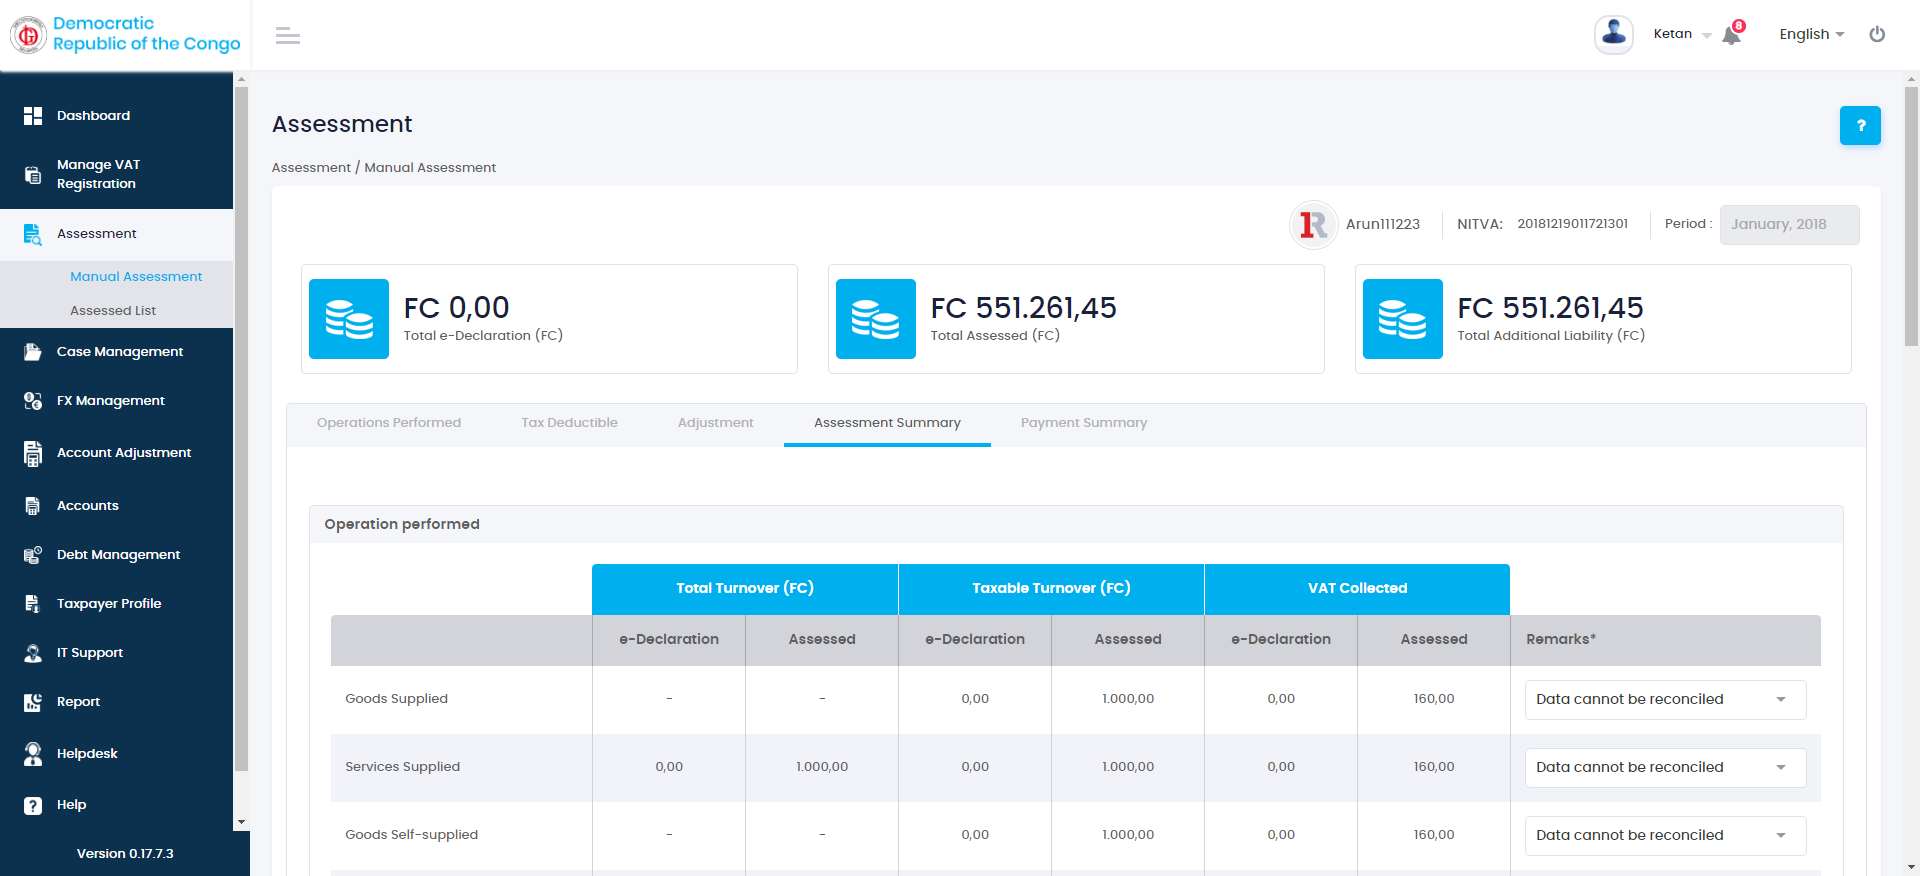 Democratic
Republic of the Congo
Ketan
8
English
Dashboard
Manage VAT
Registration
Assessment
Manual Assessment
Assessed List
Case Management
FX Management
Account Adjustment
Accounts
Debt Management
Taxpayer Profile
IT Support
Report
Helpdesk
Help
Version 0.17.7.3
Assessment
?
Assessment / Manual Assessment
1R Arun111223 NITVA: 20181219011721301 Period : January, 2018
FC 0,00
Total e-Declaration (FC)
FC 551.261,45
Total Assessed (FC)
FC 551.261,45
Total Additional Liability (FC)
Operations Performed Tax Deductible Adjustment Assessment Summary Payment Summary
Operation performed
Total Turnover (FC) Taxable Turnover (FC) VAT Collected
e-Declaration Assessed e-Declaration Assessed e-Declaration Assessed Remarks*
Goods Supplied - - 0,00 1.000,00 0,00 160,00 Data cannot be reconciled
Services Supplied 0,00 1.000,00 0,00 1.000,00 0,00 160,00 Data cannot be reconciled
Goods Self-supplied - - 0,00 1.000,00 0,00 160,00 Data cannot be reconciled